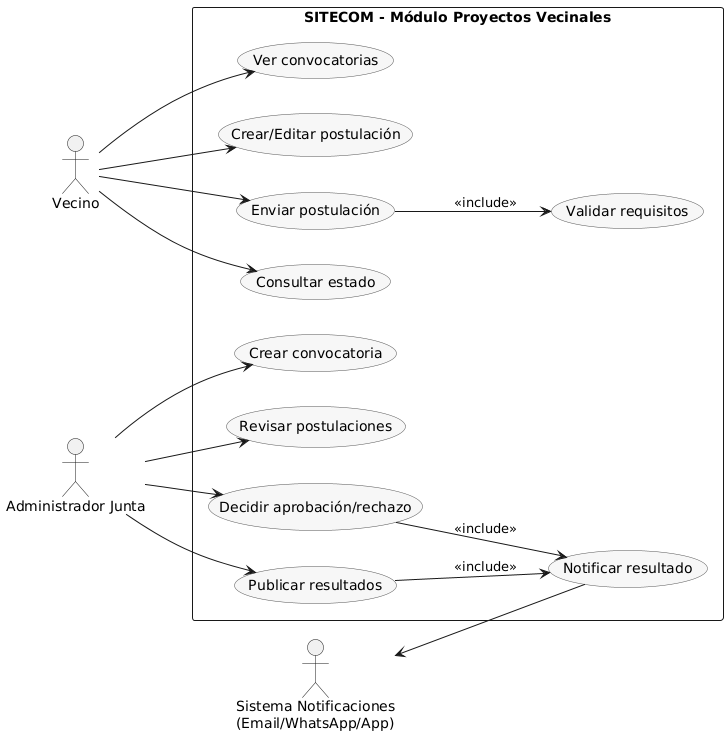 SITECOM - Módulo Proyectos Vecinales
Ver convocatorias
Crear/Editar postulación
Vecino
Enviar postulación
«include»
Validar requisitos
Consultar estado
Crear convocatoria
Revisar postulaciones
Administrador Junta
Decidir aprobación/rechazo
«include»
Publicar resultados
«include»
Notificar resultado
Sistema Notificaciones
(Email/WhatsApp/App)